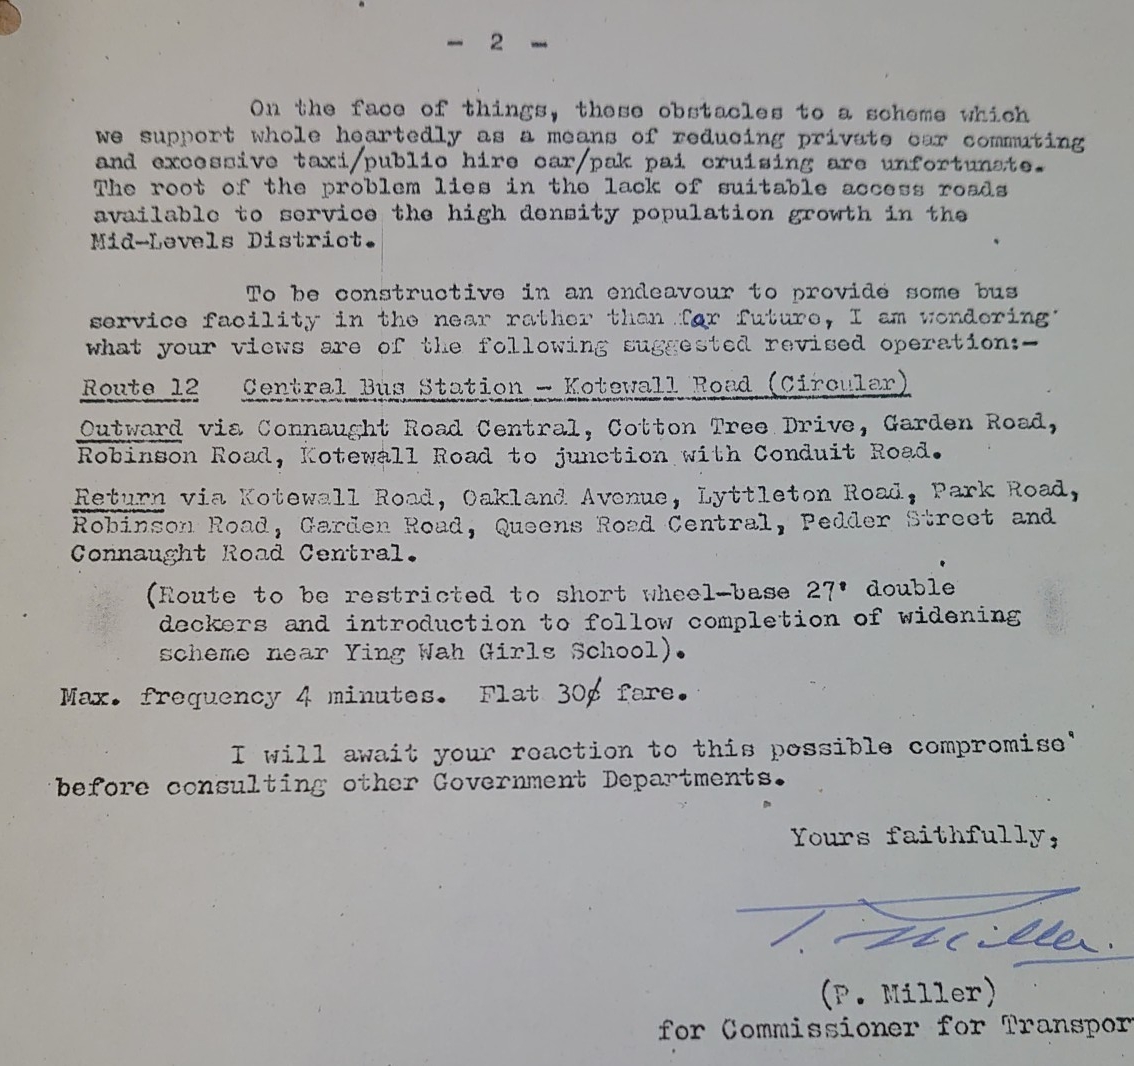 - 2 -
On the face of things, these obstacles to a scheme which
we support whole heartedly as a means of reducing private car commuting
and excessive taxi/public hire car/pak pai cruising are unfortunate.
The root of the problem lies in the lack of suitable access roads
available to service the high density population growth in the
Mid-Levels District.
To be constructive in an endeavour to provide some bus
service facility in the near rather than far future, I am wondering
what your views are of the following suggested revised operation:-
Route 12 Central Bus Station - Kotewall Road (Circular)
Outward via Connaught Road Central, Cotton Tree Drive, Garden Road,
Robinson Road, Kotewall Road to junction with Conduit Road.
Return via Kotewall Road, Oakland Avenue, Lyttleton Road, Park Road,
Robinson Road, Garden Road, Queens Road Central, Pedder Street and
Connaught Road Central.
(Route to be restricted to short wheel-base 27' double
deckers and introduction to follow completion of widening
scheme near Ying Wah Girls School).
Max. frequency 4 minutes. Flat 30¢ fare.
I will await your reaction to this possible compromise
before consulting other Government Departments.
Yours faithfully,
Miller
(P. Miller)
for Commissioner for Transpor